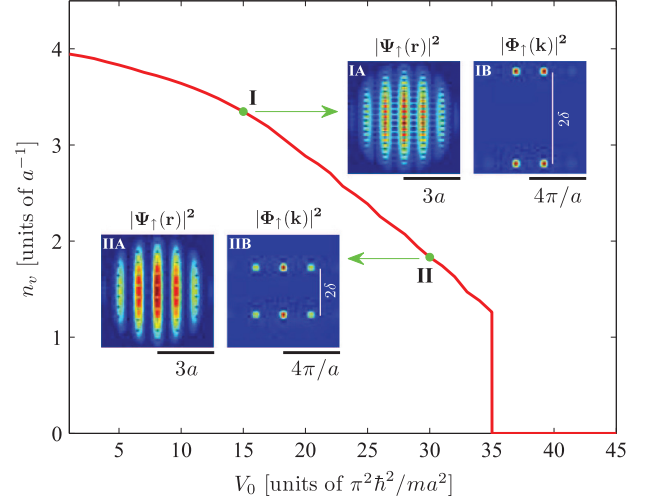 4
3
2
1
0
n_v [units of a⁻¹]
|Ψ↑(r)|²
|Φ↑(k)|²
IA
IB
2δ
3a
4π/a
I
|Ψ↑(r)|²
|Φ↑(k)|²
IIA
IIB
2δ
3a
4π/a
II
5 10 15 20 25 30 35 40 45
V₀ [units of π²ħ²/ma²]